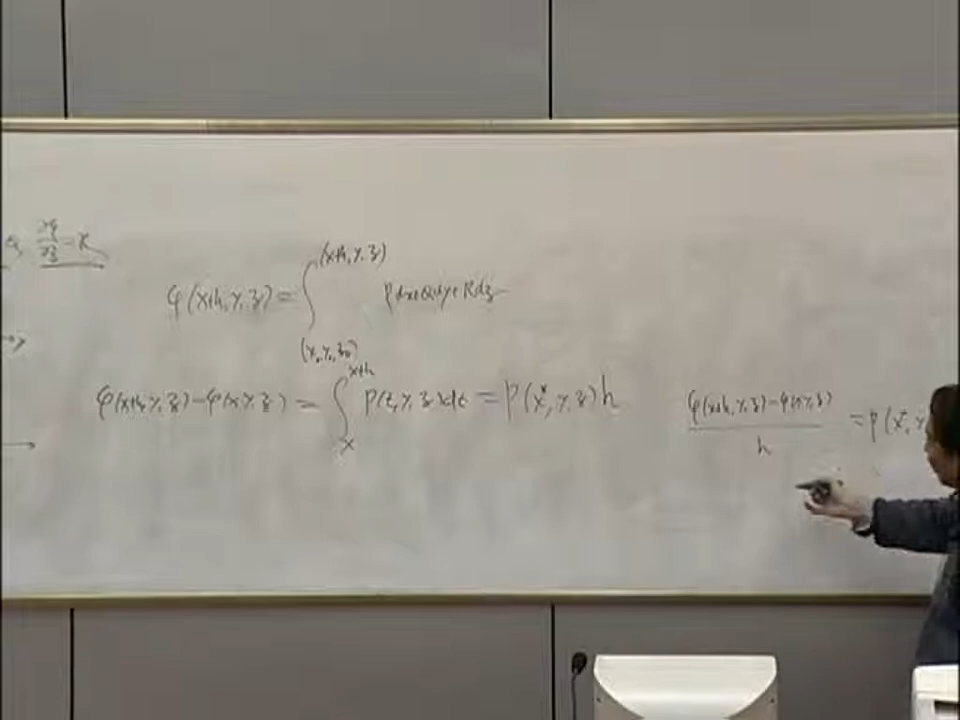 ∂φ/∂z = R
φ(x+h, y, z) = ∫_{(x₀, y₀, z₀)}^{(x+h, y, z)} Pdx+Qdy+Rdz
φ(x+h, y, z) − φ(x, y, z) = ∫_x^{x+h} P(t, y, z)dt = P(x*, y, z)h
(φ(x+h, y, z) − φ(x, y, z))/h = P(x*, y